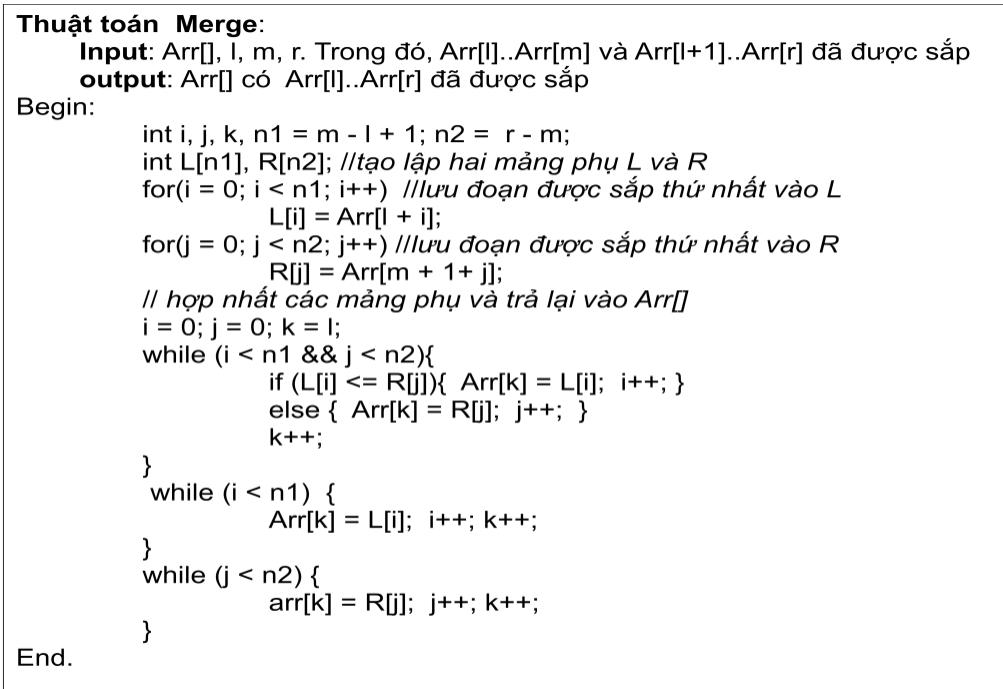 Thuật toán Merge:
Input: Arr[], l, m, r. Trong đó, Arr[l]..Arr[m] và Arr[l+1]..Arr[r] đã được sắp
output: Arr[] có Arr[l]..Arr[r] đã được sắp
Begin:
int i, j, k, n1 = m - l + 1; n2 = r - m;
int L[n1], R[n2]; //tạo lập hai mảng phụ L và R
for(i = 0; i < n1; i++) //lưu đoạn được sắp thứ nhất vào L
L[i] = Arr[l + i];
for(j = 0; j < n2; j++) //lưu đoạn được sắp thứ nhất vào R
R[j] = Arr[m + 1+ j];
// hợp nhất các mảng phụ và trả lại vào Arr[]
i = 0; j = 0; k = l;
while (i < n1 && j < n2){
if (L[i] <= R[j]){ Arr[k] = L[i]; i++; }
else { Arr[k] = R[j]; j++; }
k++;
}
while (i < n1) {
Arr[k] = L[i]; i++; k++;
}
while (j < n2) {
arr[k] = R[j]; j++; k++;
}
End.